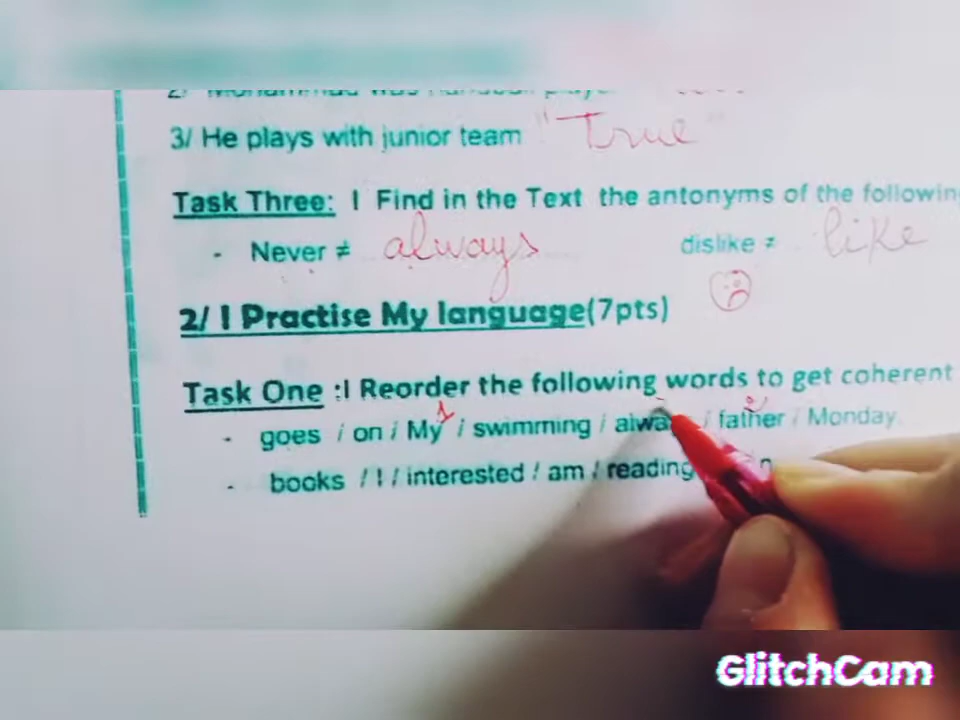 3/ He plays with junior team "True"
Task Three: I Find in the Text the antonyms of the following
- Never ≠ always dislike ≠ like
2/ I Practise My language(7pts)
Task One :I Reorder the following words to get coherent
- goes / on / My 1 / swimming / alwa / father / Monday.
- books / I / interested / am / reading
GlitchCam